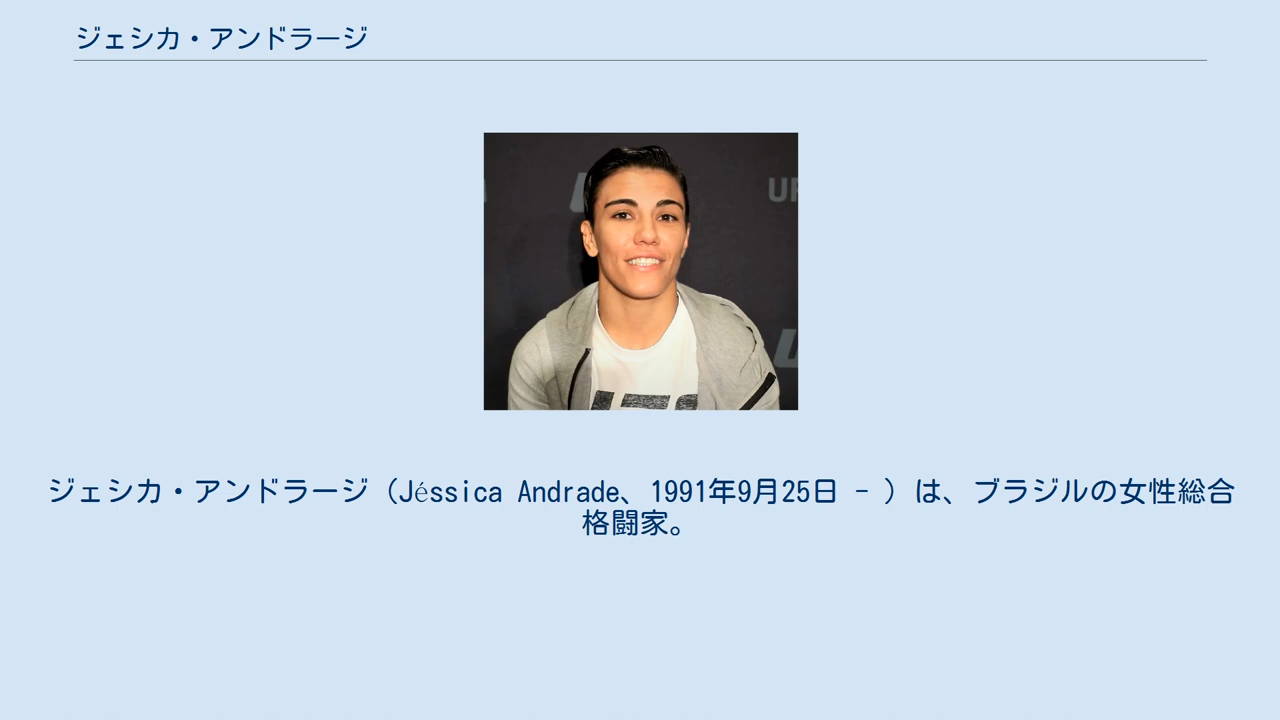 ジェシカ・アンドラージ
UF
ジェシカ・アンドラージ（Jéssica Andrade、1991年9月25日 - ）は、ブラジルの女性総合
格闘家。